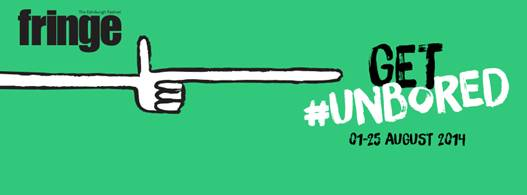 The Edinburgh Festival
fringe
GET
#UNBORED
01-25 AUGUST 2014